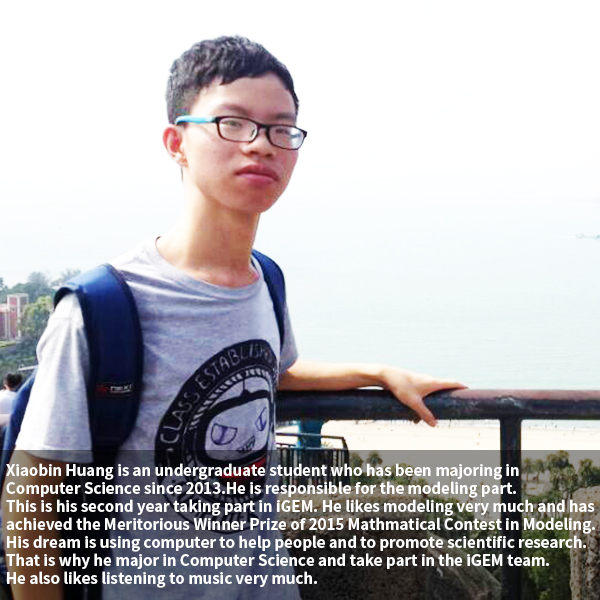 CLASS ESTABLISH
NEXT
Xiaobin Huang is an undergraduate student who has been majoring in
Computer Science since 2013.He is responsible for the modeling part.
This is his second year taking part in iGEM. He likes modeling very much and has
achieved the Meritorious Winner Prize of 2015 Mathmatical Contest in Modeling.
His dream is using computer to help people and to promote scientific research.
That is why he major in Computer Science and take part in the iGEM team.
He also likes listening to music very much.